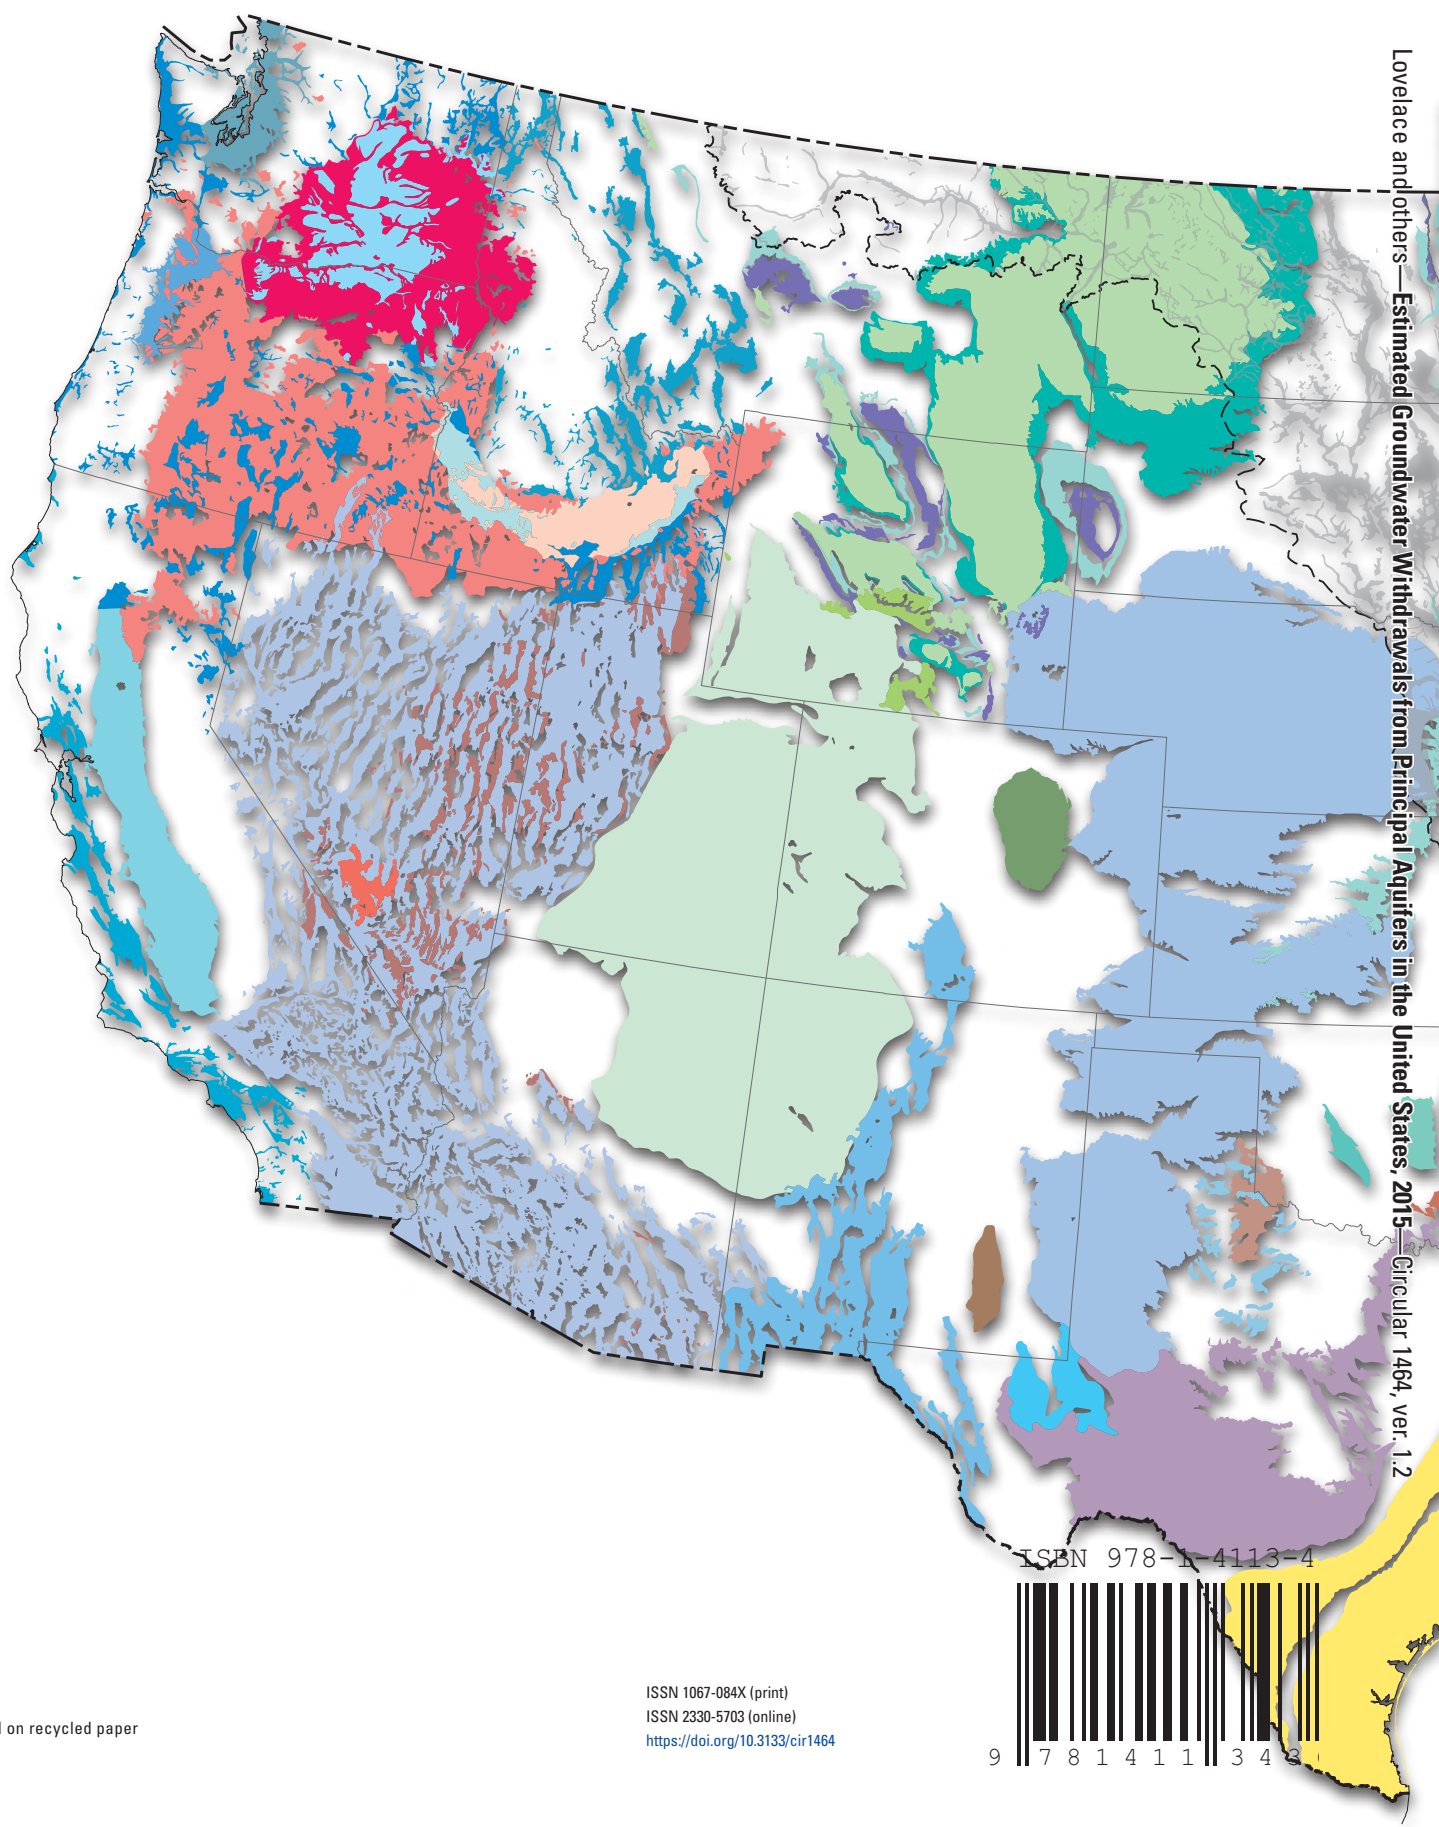 Lovelace and others—Estimated Groundwater Withdrawals from Principal Aquifers in the United States, 2015—Circular 1464, ver. 1.2
ISBN 978-1-4113-4
9 781411 343
ISSN 1067-084X (print)
ISSN 2330-5703 (online)
https://doi.org/10.3133/cir1464
on recycled paper